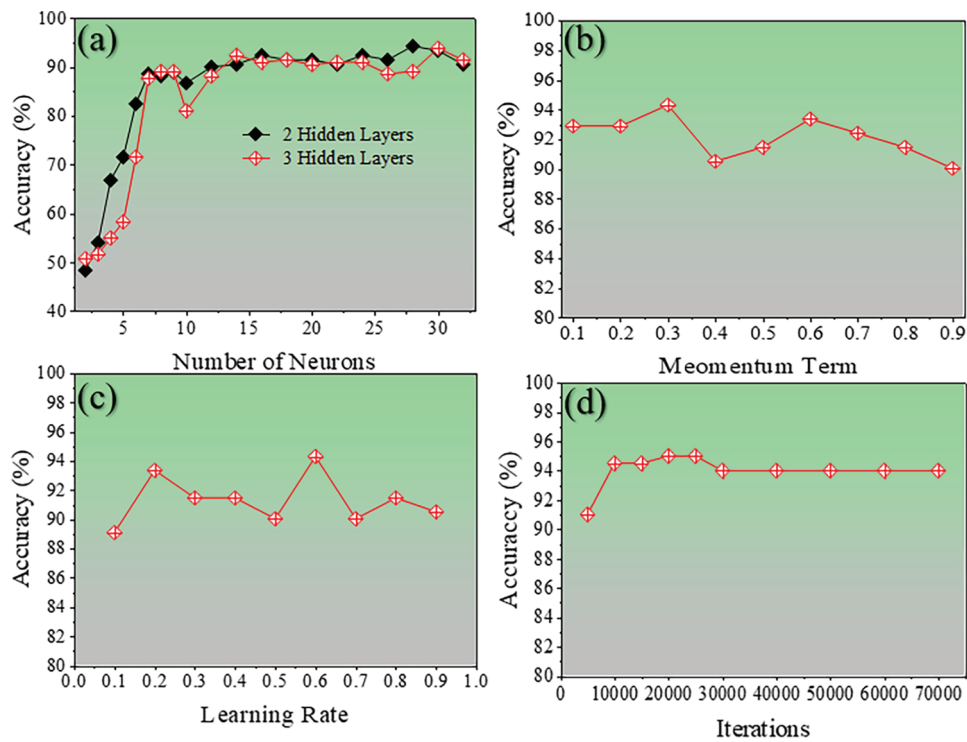 (a)
100
90
80
70
60
50
40
Accuracy (%)
2 Hidden Layers
3 Hidden Layers
5 10 15 20 25 30
Number of Neurons
(b)
100
98
96
94
92
90
88
86
84
82
80
Accuracy (%)
0.1 0.2 0.3 0.4 0.5 0.6 0.7 0.8 0.9
Meomentum Term
(c)
100
98
96
94
92
90
88
86
84
82
80
Accuracy (%)
0.0 0.1 0.2 0.3 0.4 0.5 0.6 0.7 0.8 0.9 1.0
Learning Rate
(d)
100
98
96
94
92
90
88
86
84
82
80
Accuraccy (%)
0 10000 20000 30000 40000 50000 60000 70000
Iterations